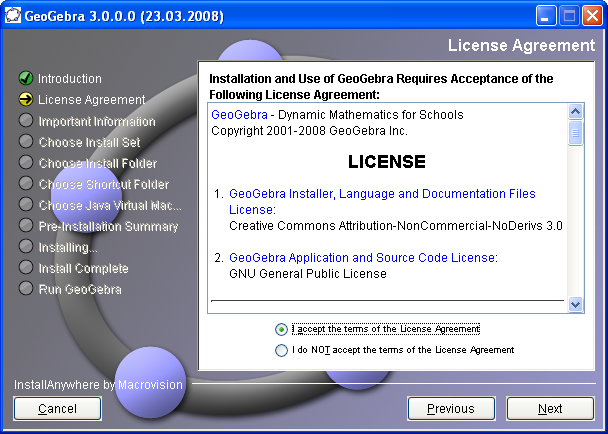 GeoGebra 3.0.0.0 (23.03.2008)
License Agreement
Introduction
License Agreement
Important Information
Choose Install Set
Choose Install Folder
Choose Shortcut Folder
Choose Java Virtual Mac...
Pre-Installation Summary
Installing...
Install Complete
Run GeoGebra
Installation and Use of GeoGebra Requires Acceptance of the
Following License Agreement:
GeoGebra - Dynamic Mathematics for Schools
Copyright 2001-2008 GeoGebra Inc.
LICENSE
1. GeoGebra Installer, Language and Documentation Files
License:
Creative Commons Attribution-NonCommercial-NoDerivs 3.0
2. GeoGebra Application and Source Code License:
GNU General Public License
I accept the terms of the License Agreement
I do NOT accept the terms of the License Agreement
InstallAnywhere by Macrovision
Cancel
Previous
Next